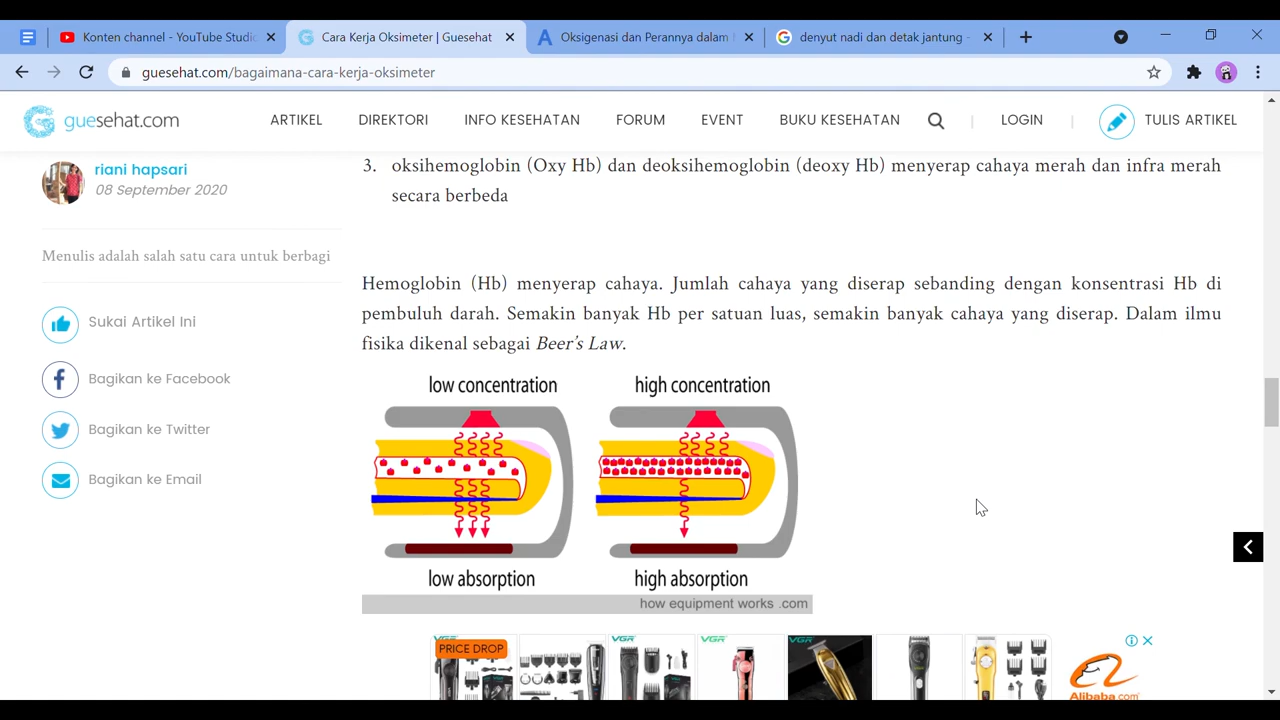 Konten channel - YouTube Studio
Cara Kerja Oksimeter | Guesehat
Oksigenasi dan Perannya dalam
denyut nadi dan detak jantung -
guesehat.com/bagaimana-cara-kerja-oksimeter
guesehat.com
ARTIKEL
DIREKTORI
INFO KESEHATAN
FORUM
EVENT
BUKU KESEHATAN
LOGIN
TULIS ARTIKEL
riani hapsari
08 September 2020
Menulis adalah salah satu cara untuk berbagi
Sukai Artikel Ini
Bagikan ke Facebook
Bagikan ke Twitter
Bagikan ke Email
3. oksihemoglobin (Oxy Hb) dan deoksihemoglobin (deoxy Hb) menyerap cahaya merah dan infra merah
secara berbeda
Hemoglobin (Hb) menyerap cahaya. Jumlah cahaya yang diserap sebanding dengan konsentrasi Hb di
pembuluh darah. Semakin banyak Hb per satuan luas, semakin banyak cahaya yang diserap. Dalam ilmu
fisika dikenal sebagai Beer's Law.
low concentration
high concentration
low absorption
high absorption
how equipment works .com
PRICE DROP
VGR
VGR
VGR
VGR
VGR
Alibaba.com